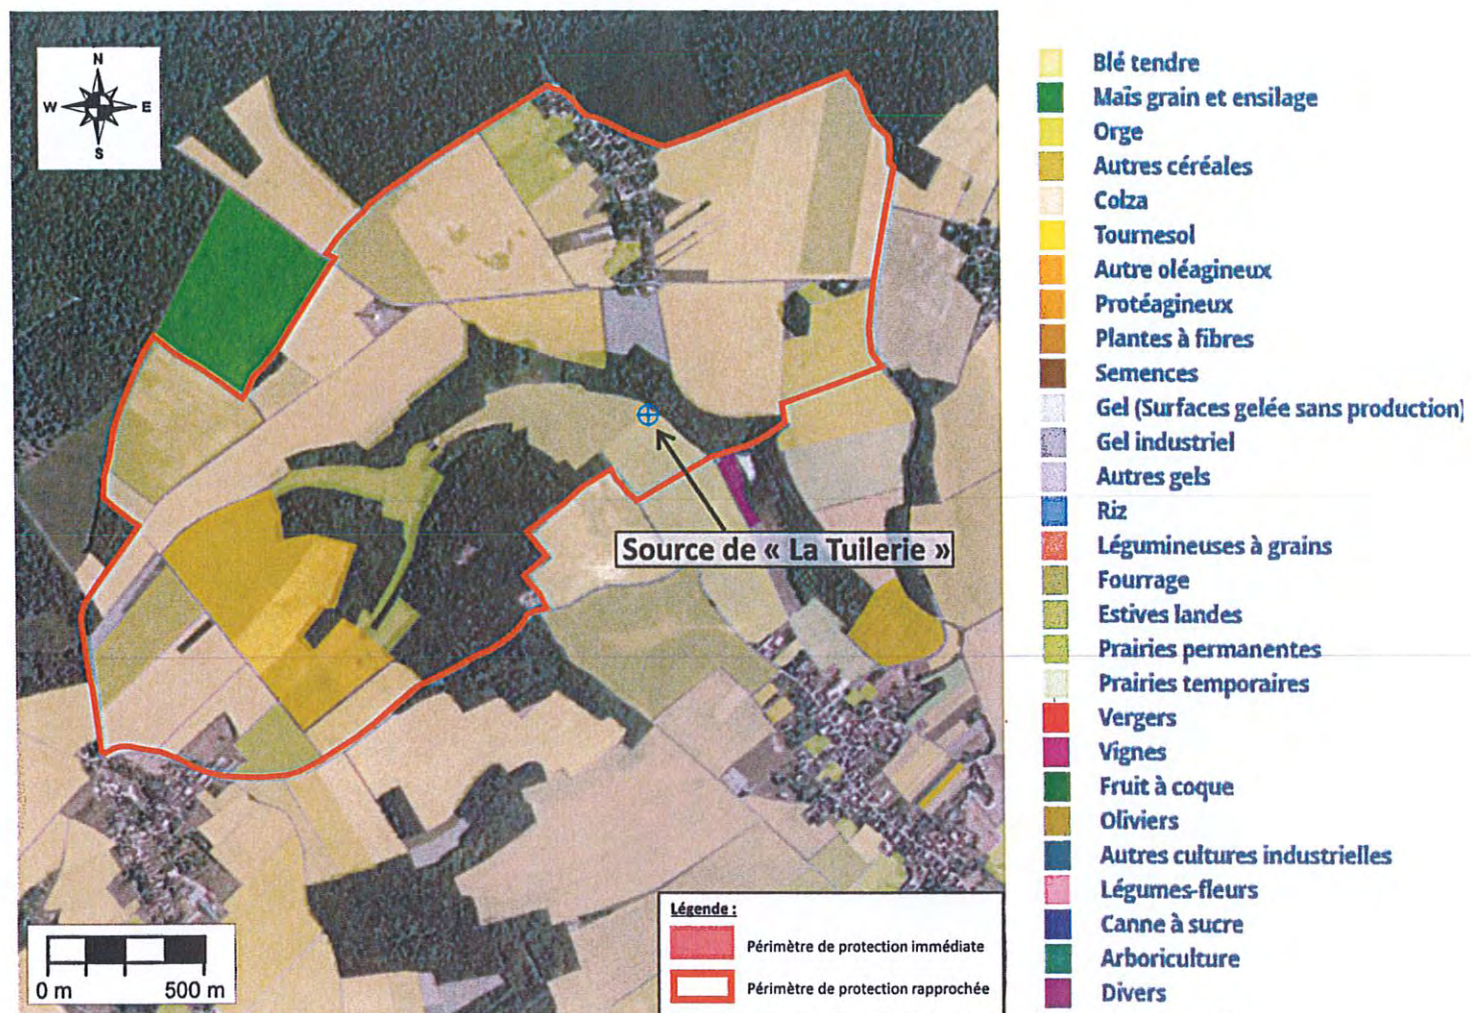 N
W E
S
Source de « La Tuilerie »
0 m 500 m
Légende :
Périmètre de protection immédiate
Périmètre de protection rapprochée
Blé tendre
Maïs grain et ensilage
Orge
Autres céréales
Colza
Tournesol
Autre oléagineux
Protéagineux
Plantes à fibres
Semences
Gel (Surfaces gelée sans production)
Gel industriel
Autres gels
Riz
Légumineuses à grains
Fourrage
Estives landes
Prairies permanentes
Prairies temporaires
Vergers
Vignes
Fruit à coque
Oliviers
Autres cultures industrielles
Légumes-fleurs
Canne à sucre
Arboriculture
Divers